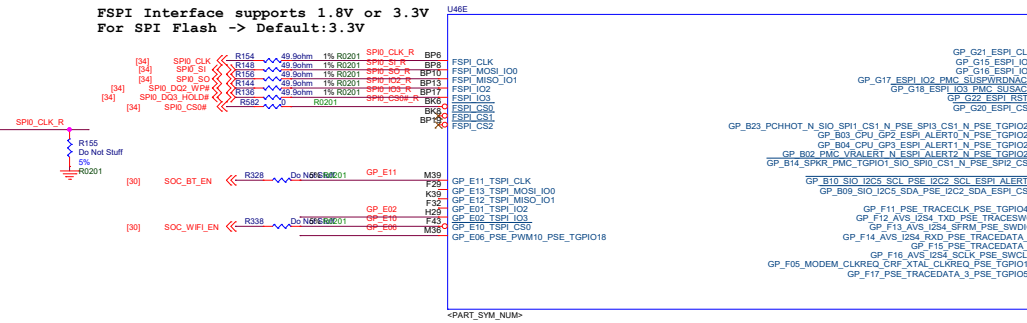 FSPI Interface supports 1.8V or 3.3V
For SPI Flash -> Default:3.3V
U46E
[34] SPI0_CLK R154 49.9ohm 1% R0201 SPI0_CLK_R BP6 FSPI_CLK
[34] SPI0_SI R148 49.9ohm 1% R0201 SPI0_SI_R BP8 FSPI_MOSI_IO0
[34] SPI0_SO R156 49.9ohm 1% R0201 SPI0_SO_R BP10 FSPI_MISO_IO1
[34] SPI0_DQ2_WP# R144 49.9ohm 1% R0201 SPI0_IO2_R BP13 FSPI_IO2
[34] SPI0_DQ3_HOLD# R136 49.9ohm 1% R0201 SPI0_IO3_R BP17 FSPI_IO3
[34] SPI0_CS0# R582 0 R0201 SPI0_CS0#_R BK6 FSPI_CS0
BK8 FSPI_CS1
FSPI_CS2
SPI0_CLK_R
R155
Do Not Stuff
5%
R0201
[30] SOC_BT_EN R328 GP_E11 M39 GP_E11_TSPI_CLK
F29 GP_E13_TSPI_MOSI_IO0
K39 GP_E12_TSPI_MISO_IO1
F32 GP_E01_TSPI_IO2
GP_E02 H29 GP_E02_TSPI_IO3
[30] SOC_WIFI_EN R338 GP_E10 F43 GP_E10_TSPI_CS0
GP_E06 M36 GP_E06_PSE_PWM10_PSE_TGPIO18
GP_G21_ESPI_CL
GP_G15_ESPI_IO
GP_G16_ESPI_IO
GP_G17_ESPI_IO2_PMC_SUSPWRDNAC
GP_G18_ESPI_IO3_PMC_SUSAC
GP_G22_ESPI_RST
GP_G20_ESPI_CS
GP_B23_PCHHOT_N_SIO_SPI1_CS1_N_PSE_SPI3_CS1_N_PSE_TGPIO2
GP_B03_CPU_GP2_ESPI_ALERT0_N_PSE_TGPIO2
GP_B04_CPU_GP3_ESPI_ALERT1_N_PSE_TGPIO2
GP_B02_PMC_VRALERT_N_ESPI_ALERT2_N_PSE_TGPIO2
GP_B14_SPKR_PMC_TGPIO1_SIO_SPI0_CS1_N_PSE_SPI2_CS
GP_B10_SIO_I2C5_SCL_PSE_I2C2_SCL_ESPI_ALERT
GP_B09_SIO_I2C5_SDA_PSE_I2C2_SDA_ESPI_CS
GP_F11_PSE_TRACECLK_PSE_TGPIO4
GP_F12_AVS_I2S4_TXD_PSE_TRACESW
GP_F13_AVS_I2S4_SFRM_PSE_SWDI
GP_F14_AVS_I2S4_RXD_PSE_TRACEDATA_
GP_F15_PSE_TRACEDATA_
GP_F16_AVS_I2S4_SCLK_PSE_SWCL
GP_F05_MODEM_CLKREQ_CRF_XTAL_CLKREQ_PSE_TGPIO1
GP_F17_PSE_TRACEDATA_3_PSE_TGPIO5
<PART_SYM_NUM>